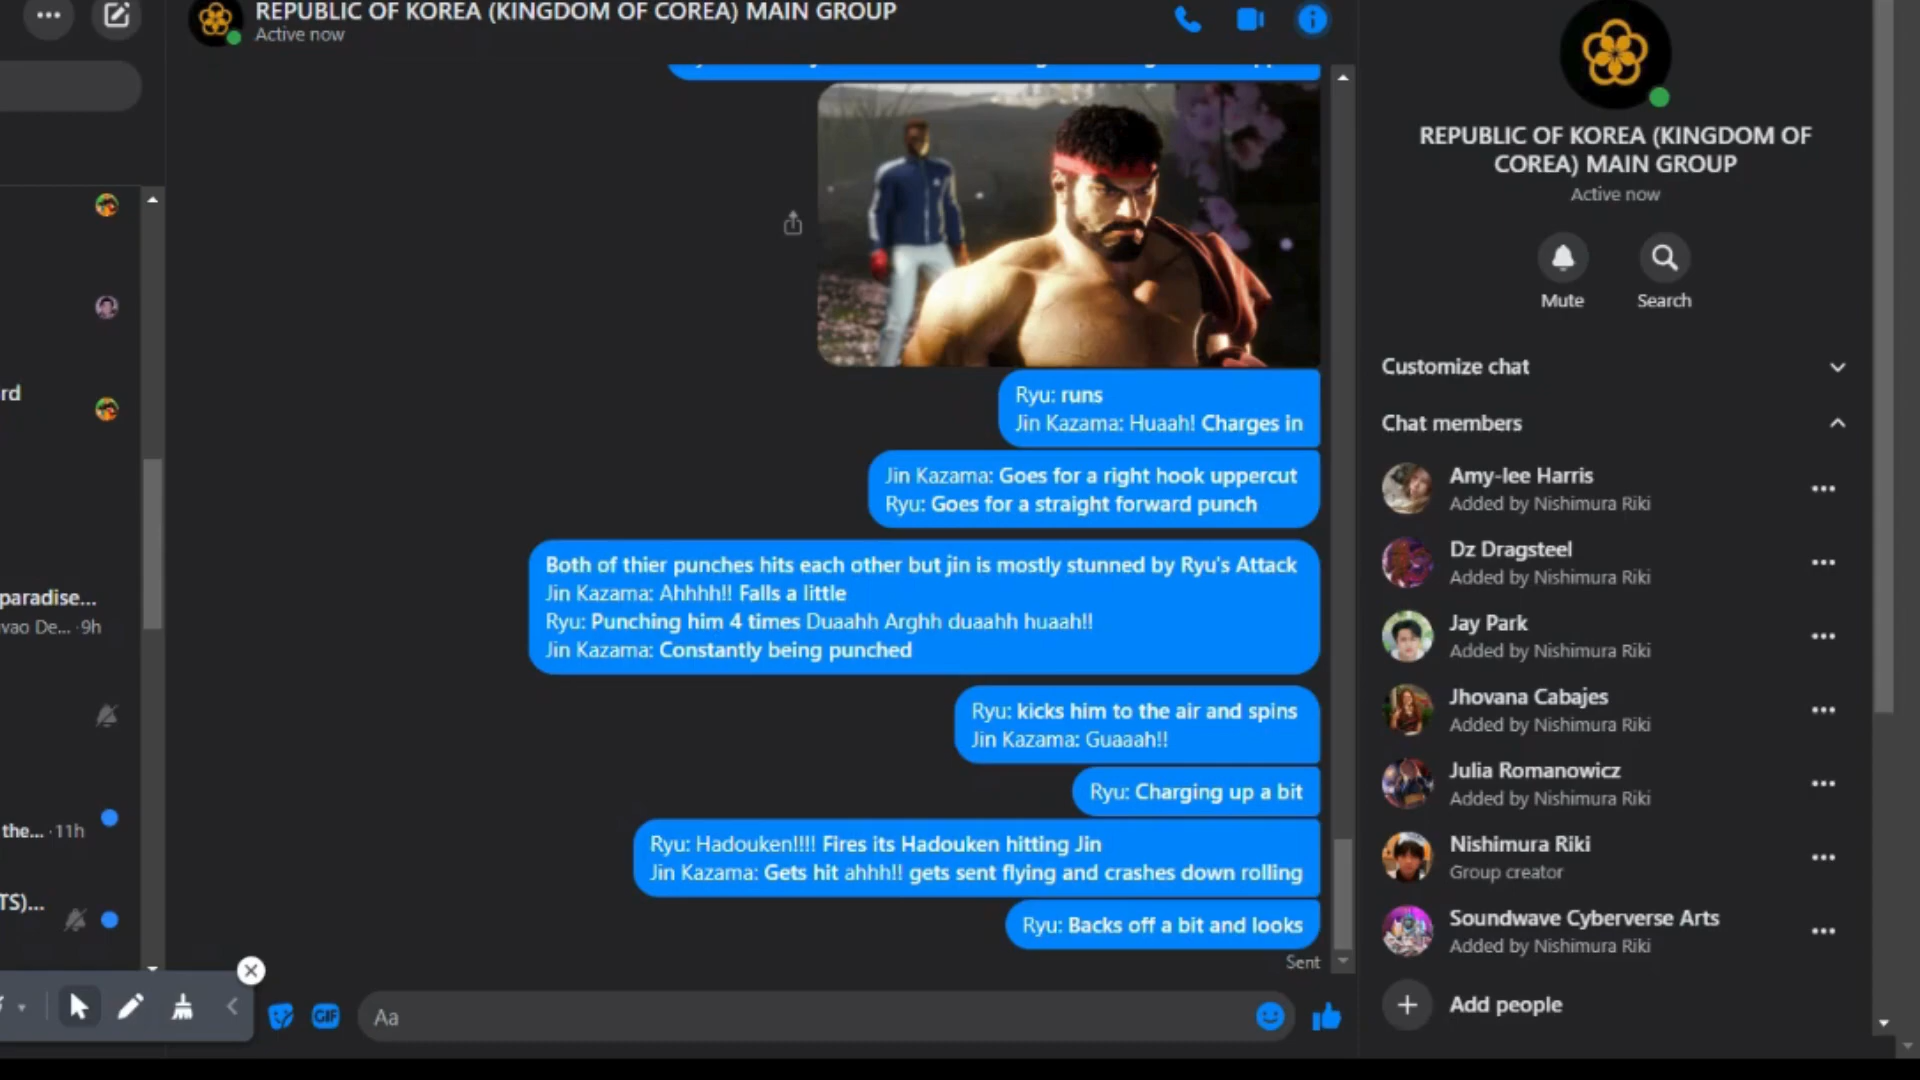 REPUBLIC OF KOREA (KINGDOM OF COREA) MAIN GROUP
Active now
rd
paradise...
vao De... · 9h
the... · 11h
TS)...
Ryu: runs
Jin Kazama: Huaah! Charges in
Jin Kazama: Goes for a right hook uppercut
Ryu: Goes for a straight forward punch
Both of thier punches hits each other but jin is mostly stunned by Ryu's Attack
Jin Kazama: Ahhhh!! Falls a little
Ryu: Punching him 4 times Duaahh Arghh duaahh huaah!!
Jin Kazama: Constantly being punched
Ryu: kicks him to the air and spins
Jin Kazama: Guaaah!!
Ryu: Charging up a bit
Ryu: Hadouken!!!! Fires its Hadouken hitting Jin
Jin Kazama: Gets hit ahhh!! gets sent flying and crashes down rolling
Ryu: Backs off a bit and looks
Sent
GIF
Aa
REPUBLIC OF KOREA (KINGDOM OF
COREA) MAIN GROUP
Active now
Mute
Search
Customize chat
Chat members
Amy-lee Harris
Added by Nishimura Riki
Dz Dragsteel
Added by Nishimura Riki
Jay Park
Added by Nishimura Riki
Jhovana Cabajes
Added by Nishimura Riki
Julia Romanowicz
Added by Nishimura Riki
Nishimura Riki
Group creator
Soundwave Cyberverse Arts
Added by Nishimura Riki
Add people